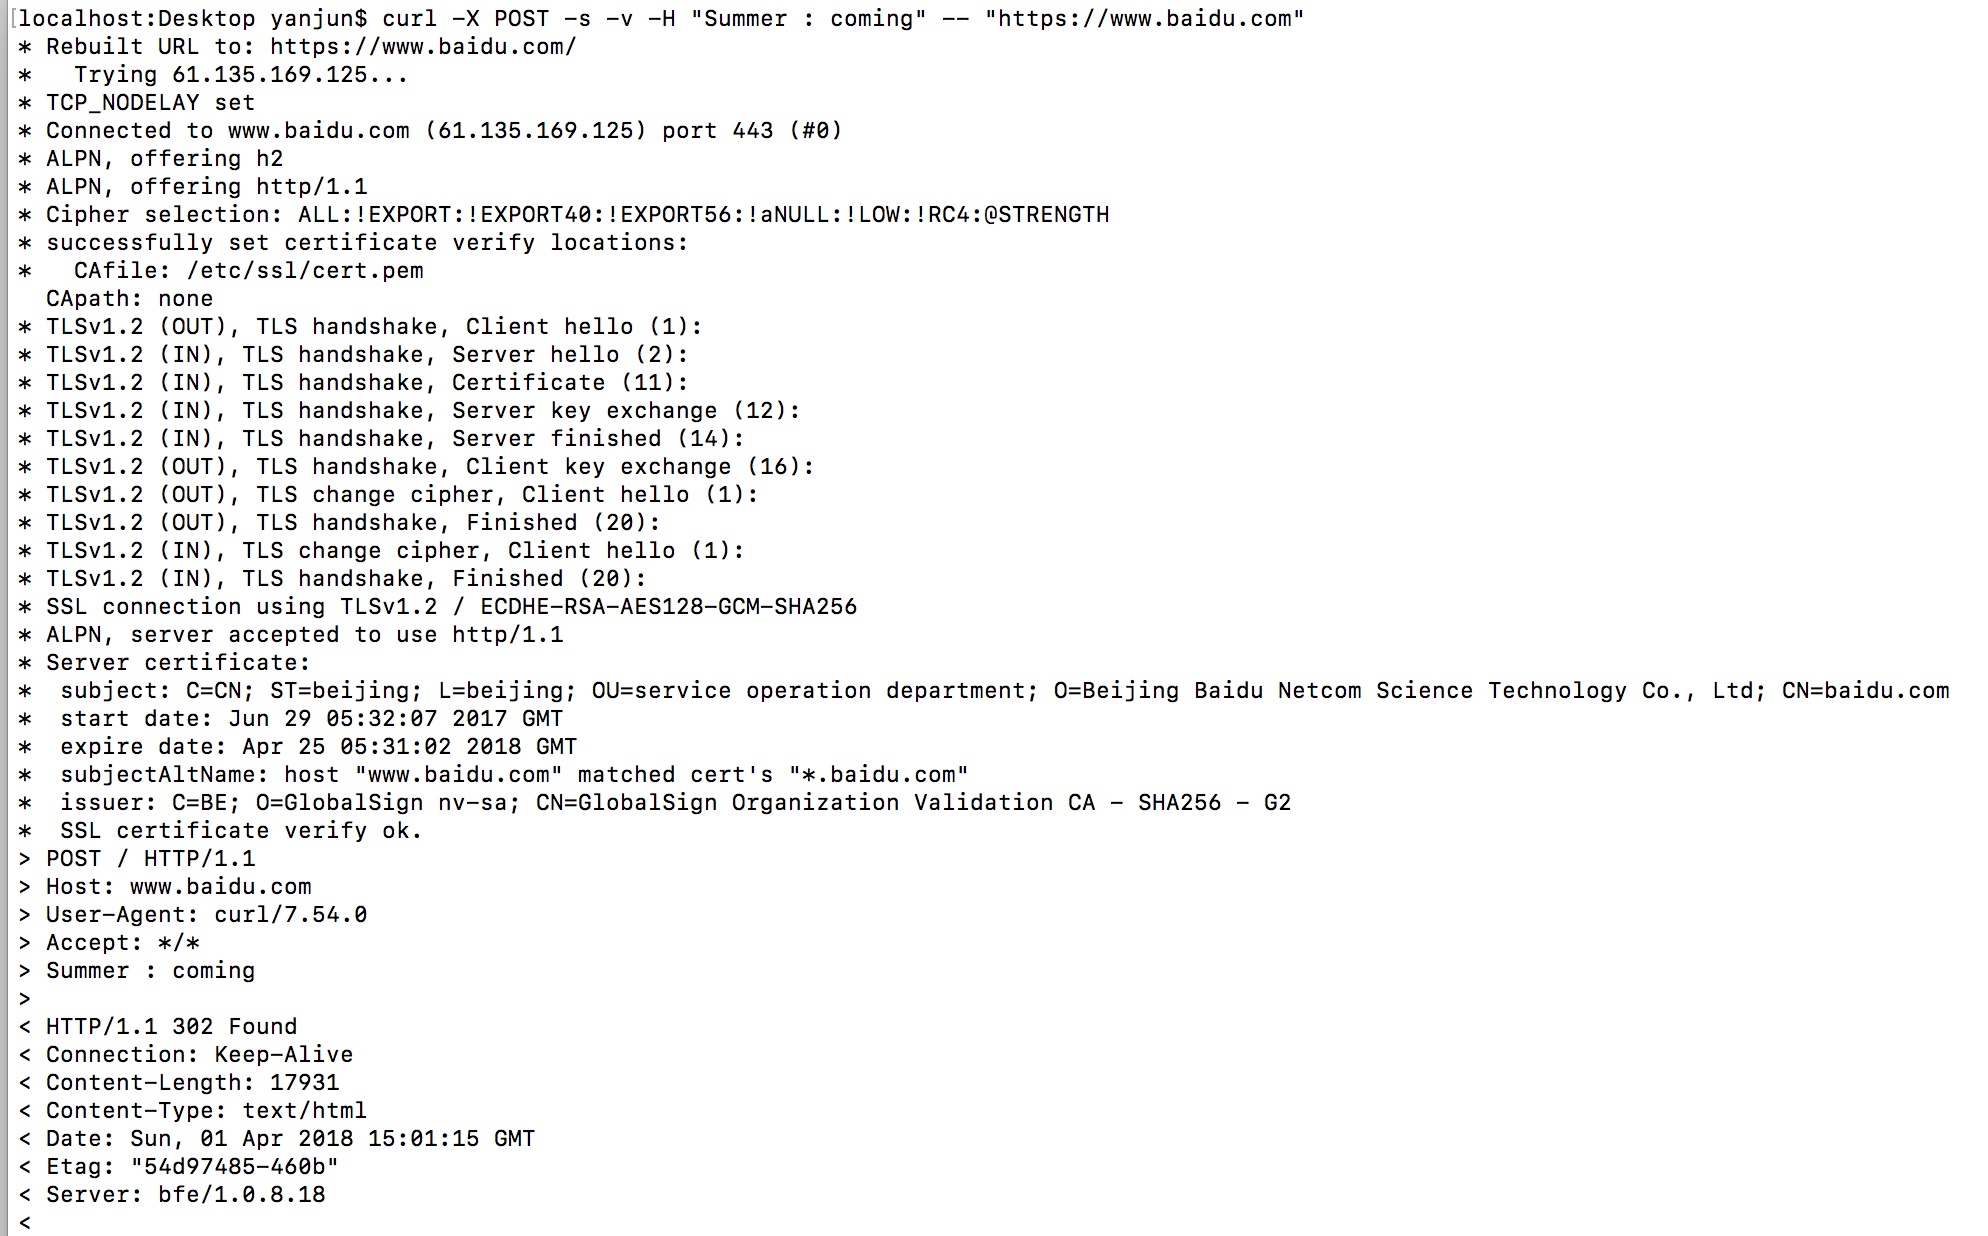 [localhost:Desktop yanjun$ curl -X POST -s -v -H "Summer : coming" -- "https://www.baidu.com"
* Rebuilt URL to: https://www.baidu.com/
*   Trying 61.135.169.125...
* TCP_NODELAY set
* Connected to www.baidu.com (61.135.169.125) port 443 (#0)
* ALPN, offering h2
* ALPN, offering http/1.1
* Cipher selection: ALL:!EXPORT:!EXPORT40:!EXPORT56:!aNULL:!LOW:!RC4:@STRENGTH
* successfully set certificate verify locations:
*   CAfile: /etc/ssl/cert.pem
  CApath: none
* TLSv1.2 (OUT), TLS handshake, Client hello (1):
* TLSv1.2 (IN), TLS handshake, Server hello (2):
* TLSv1.2 (IN), TLS handshake, Certificate (11):
* TLSv1.2 (IN), TLS handshake, Server key exchange (12):
* TLSv1.2 (IN), TLS handshake, Server finished (14):
* TLSv1.2 (OUT), TLS handshake, Client key exchange (16):
* TLSv1.2 (OUT), TLS change cipher, Client hello (1):
* TLSv1.2 (OUT), TLS handshake, Finished (20):
* TLSv1.2 (IN), TLS change cipher, Client hello (1):
* TLSv1.2 (IN), TLS handshake, Finished (20):
* SSL connection using TLSv1.2 / ECDHE-RSA-AES128-GCM-SHA256
* ALPN, server accepted to use http/1.1
* Server certificate:
*  subject: C=CN; ST=beijing; L=beijing; OU=service operation department; O=Beijing Baidu Netcom Science Technology Co., Ltd; CN=baidu.com
*  start date: Jun 29 05:32:07 2017 GMT
*  expire date: Apr 25 05:31:02 2018 GMT
*  subjectAltName: host "www.baidu.com" matched cert's "*.baidu.com"
*  issuer: C=BE; O=GlobalSign nv-sa; CN=GlobalSign Organization Validation CA - SHA256 - G2
*  SSL certificate verify ok.
> POST / HTTP/1.1
> Host: www.baidu.com
> User-Agent: curl/7.54.0
> Accept: */*
> Summer : coming
>
< HTTP/1.1 302 Found
< Connection: Keep-Alive
< Content-Length: 17931
< Content-Type: text/html
< Date: Sun, 01 Apr 2018 15:01:15 GMT
< Etag: "54d97485-460b"
< Server: bfe/1.0.8.18
<